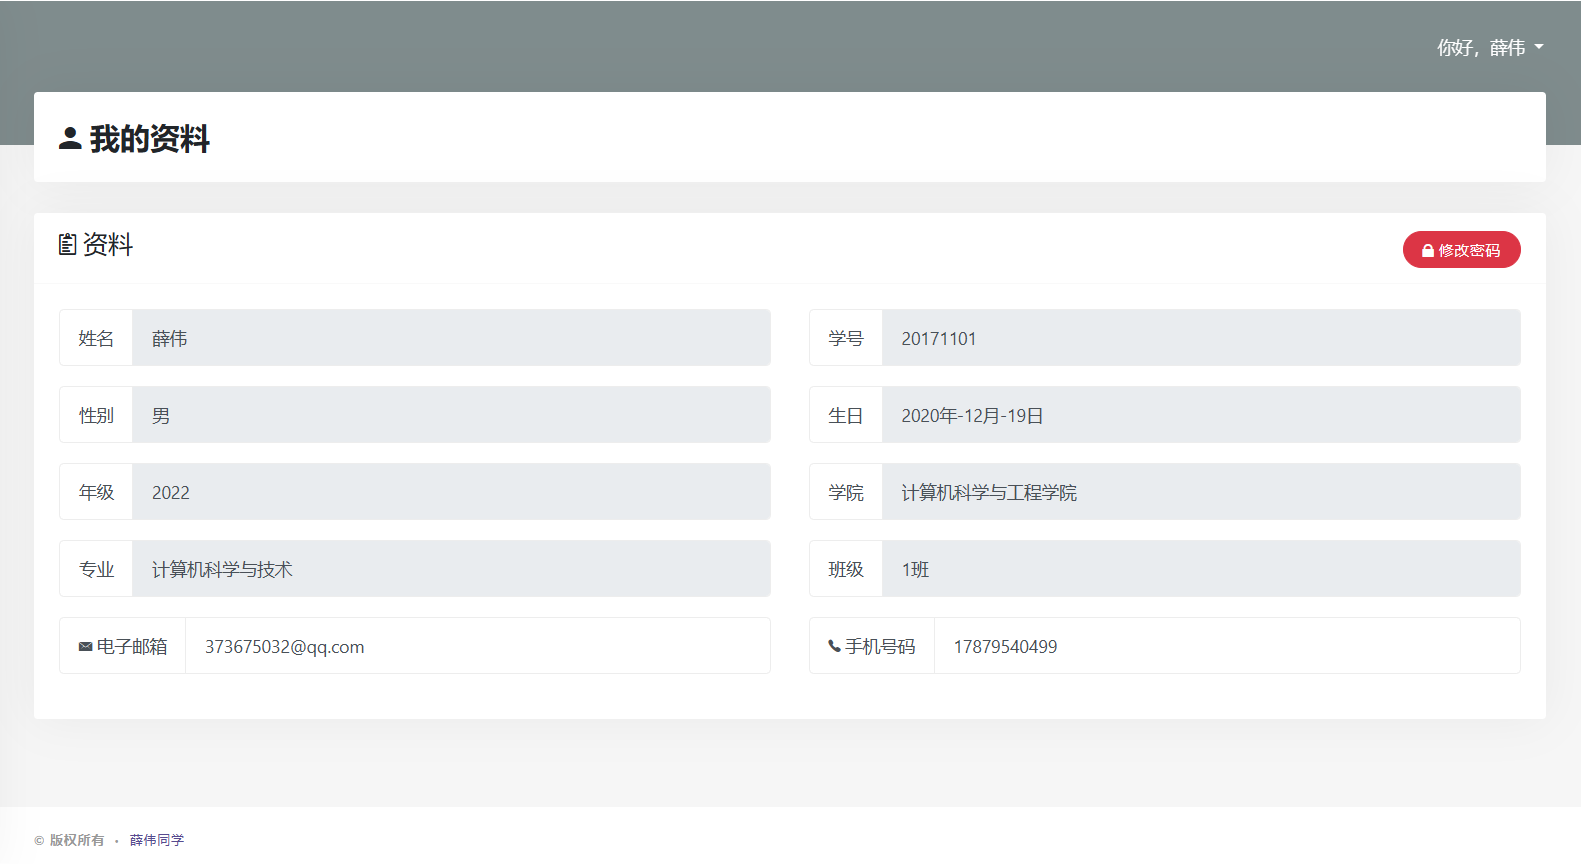 你好，薛伟
我的资料
资料
修改密码
姓名 薛伟
学号 20171101
性别 男
生日 2020年-12月-19日
年级 2022
学院 计算机科学与工程学院
专业 计算机科学与技术
班级 1班
电子邮箱 373675032@qq.com
手机号码 17879540499
© 版权所有 · 薛伟同学